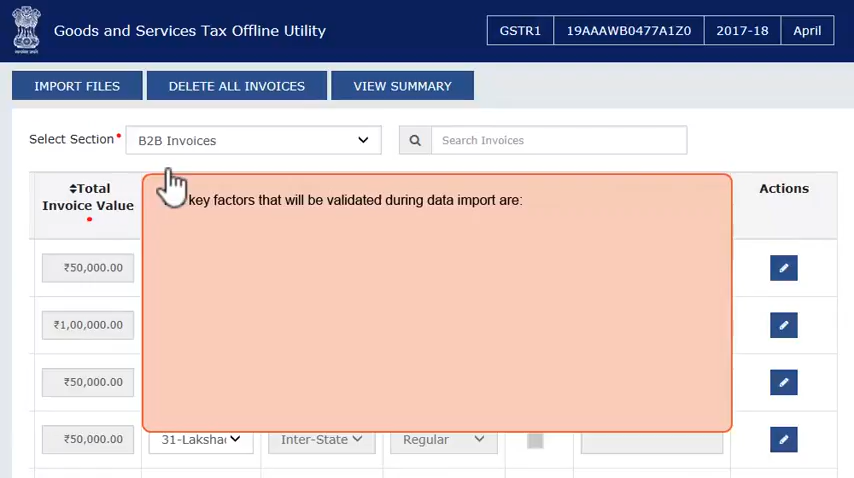 Goods and Services Tax Offline Utility
GSTR1 19AAAWB0477A1Z0 2017-18 April
IMPORT FILES DELETE ALL INVOICES VIEW SUMMARY
Select Section• B2B Invoices Search Invoices
Total
Invoice Value
•
Actions
key factors that will be validated during data import are:
₹50,000.00
₹1,00,000.00
₹50,000.00
₹50,000.00 31-Lakshad Inter-State Regular